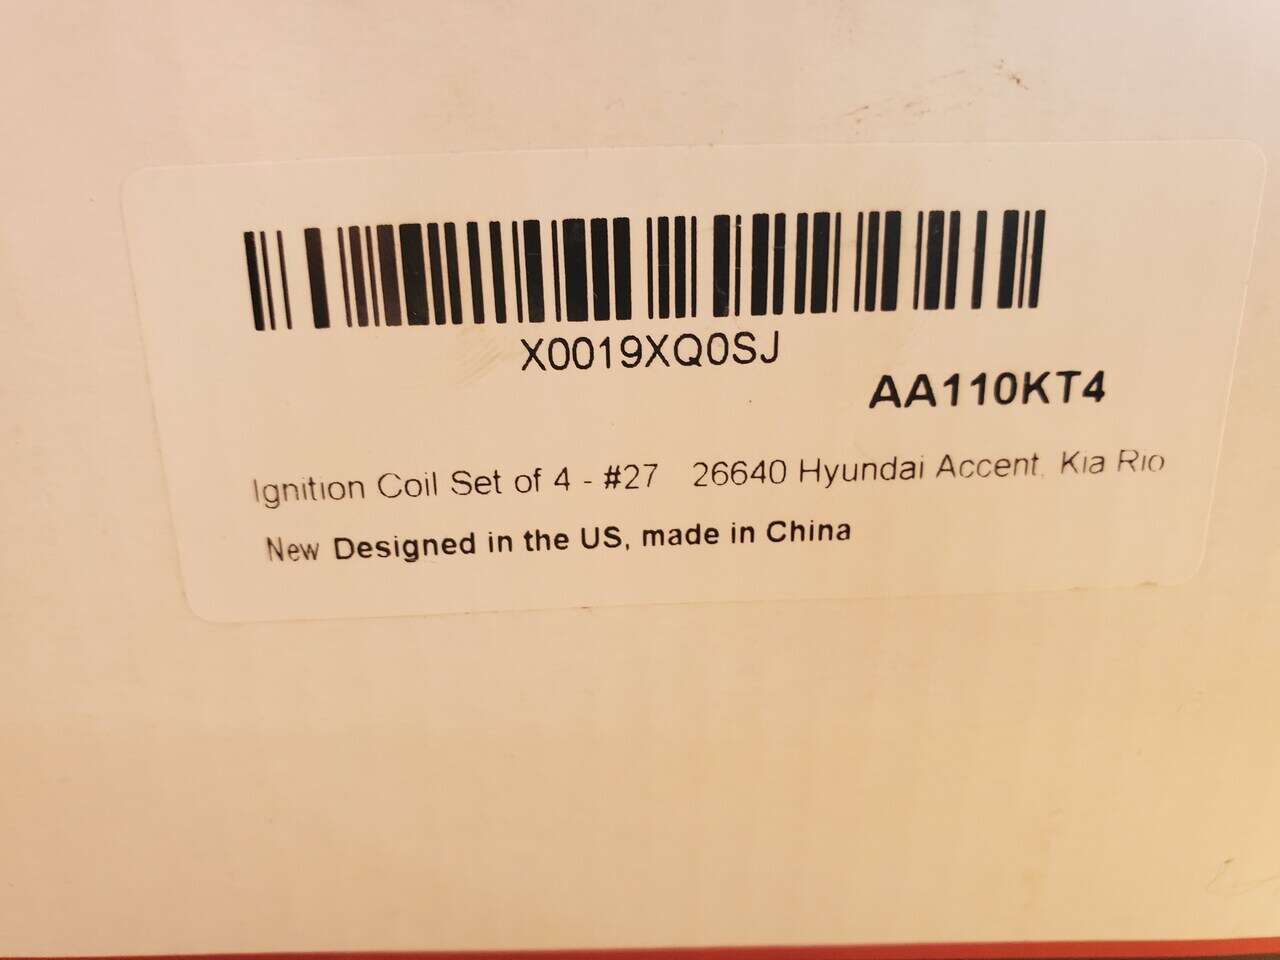 X0019XQ0SJ
AA110KT4
Ignition Coil Set of 4 - #27 26640 Hyundai Accent, Kia Rio
New Designed in the US, made in China